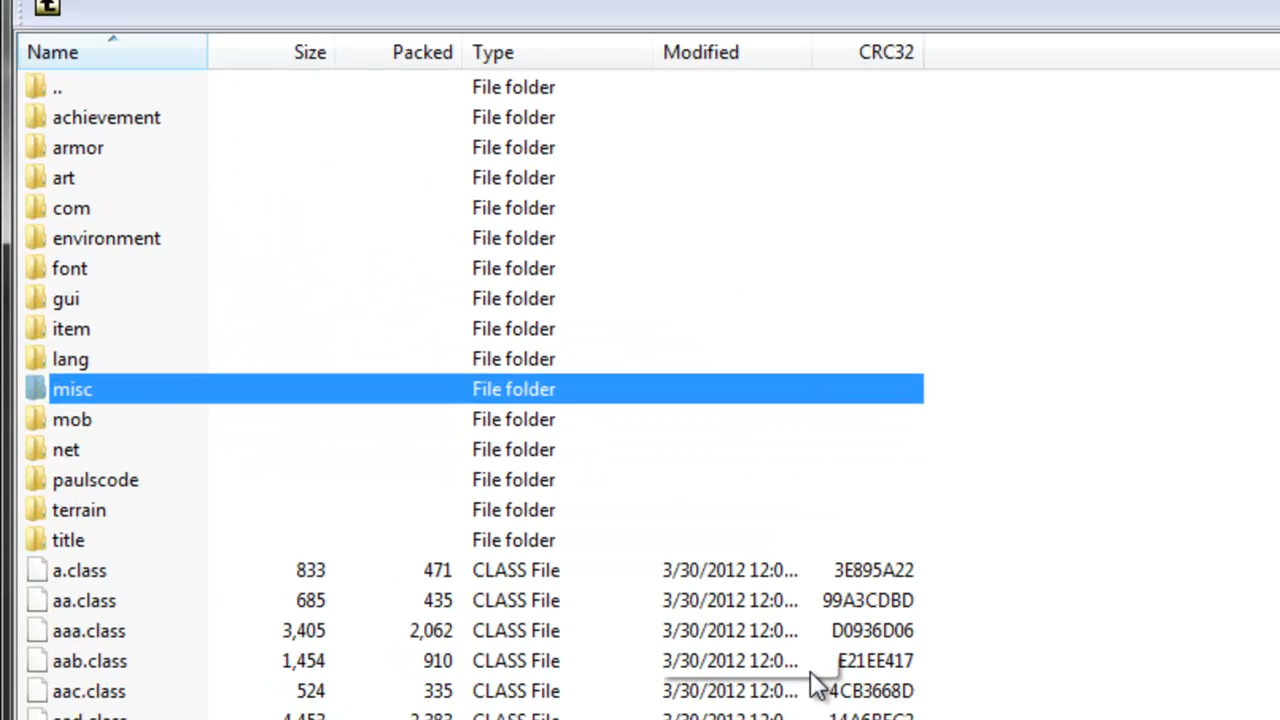 Name Size Packed Type Modified CRC32
.. File folder
achievement File folder
armor File folder
art File folder
com File folder
environment File folder
font File folder
gui File folder
item File folder
lang File folder
misc File folder
mob File folder
net File folder
paulscode File folder
terrain File folder
title File folder
a.class 833 471 CLASS File 3/30/2012 12:0... 3E895A22
aa.class 685 435 CLASS File 3/30/2012 12:0... 99A3CDBD
aaa.class 3,405 2,062 CLASS File 3/30/2012 12:0... D0936D06
aab.class 1,454 910 CLASS File 3/30/2012 12:0... E21EE417
aac.class 524 335 CLASS File 3/30/2012 12:0... 4CB3668D